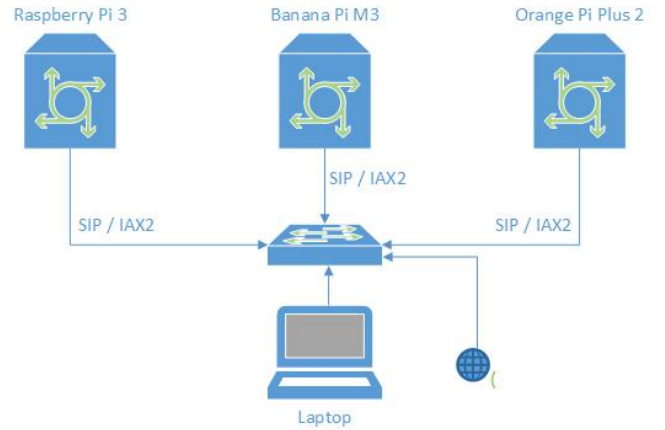 Raspberry Pi 3
Banana Pi M3
Orange Pi Plus 2
SIP / IAX2
SIP / IAX2
SIP / IAX2
Laptop